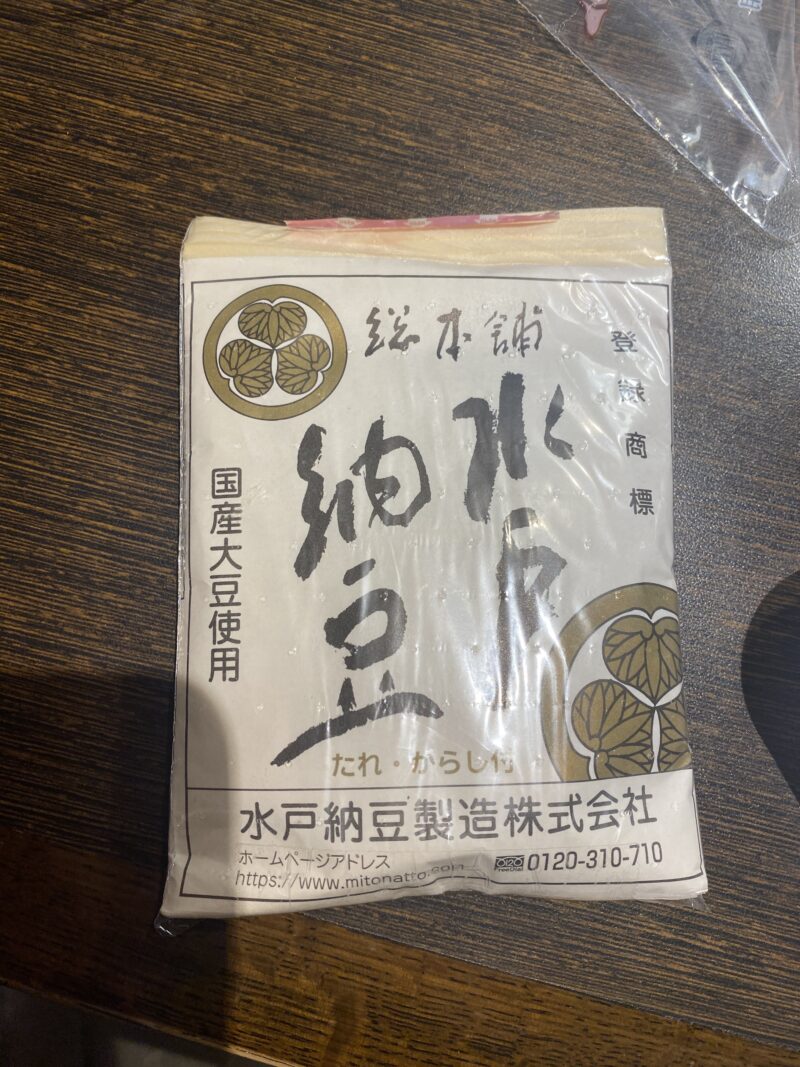 総本舗
登録商標
水戸
納豆
国産大豆使用
たれ・からし付
水戸納豆製造株式会社
ホームページアドレス
0120-310-710
https://www.mitonatto.com